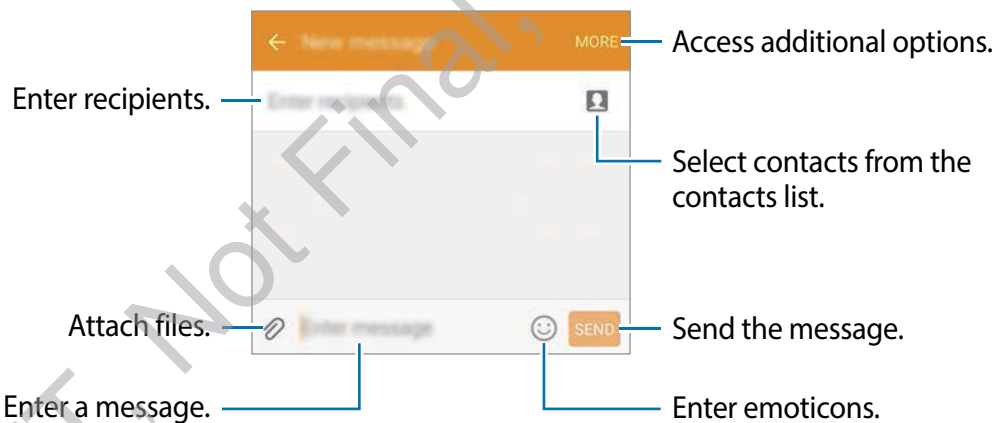 New message
MORE
Access additional options.
Enter recipients.
Enter recipients
Select contacts from the
contacts list.
Attach files.
Enter message
SEND
Send the message.
Enter a message.
Enter emoticons.
Not Final,